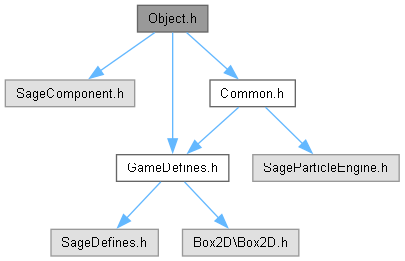 Object.h
SageComponent.h
Common.h
GameDefines.h
SageParticleEngine.h
SageDefines.h
Box2D\Box2D.h